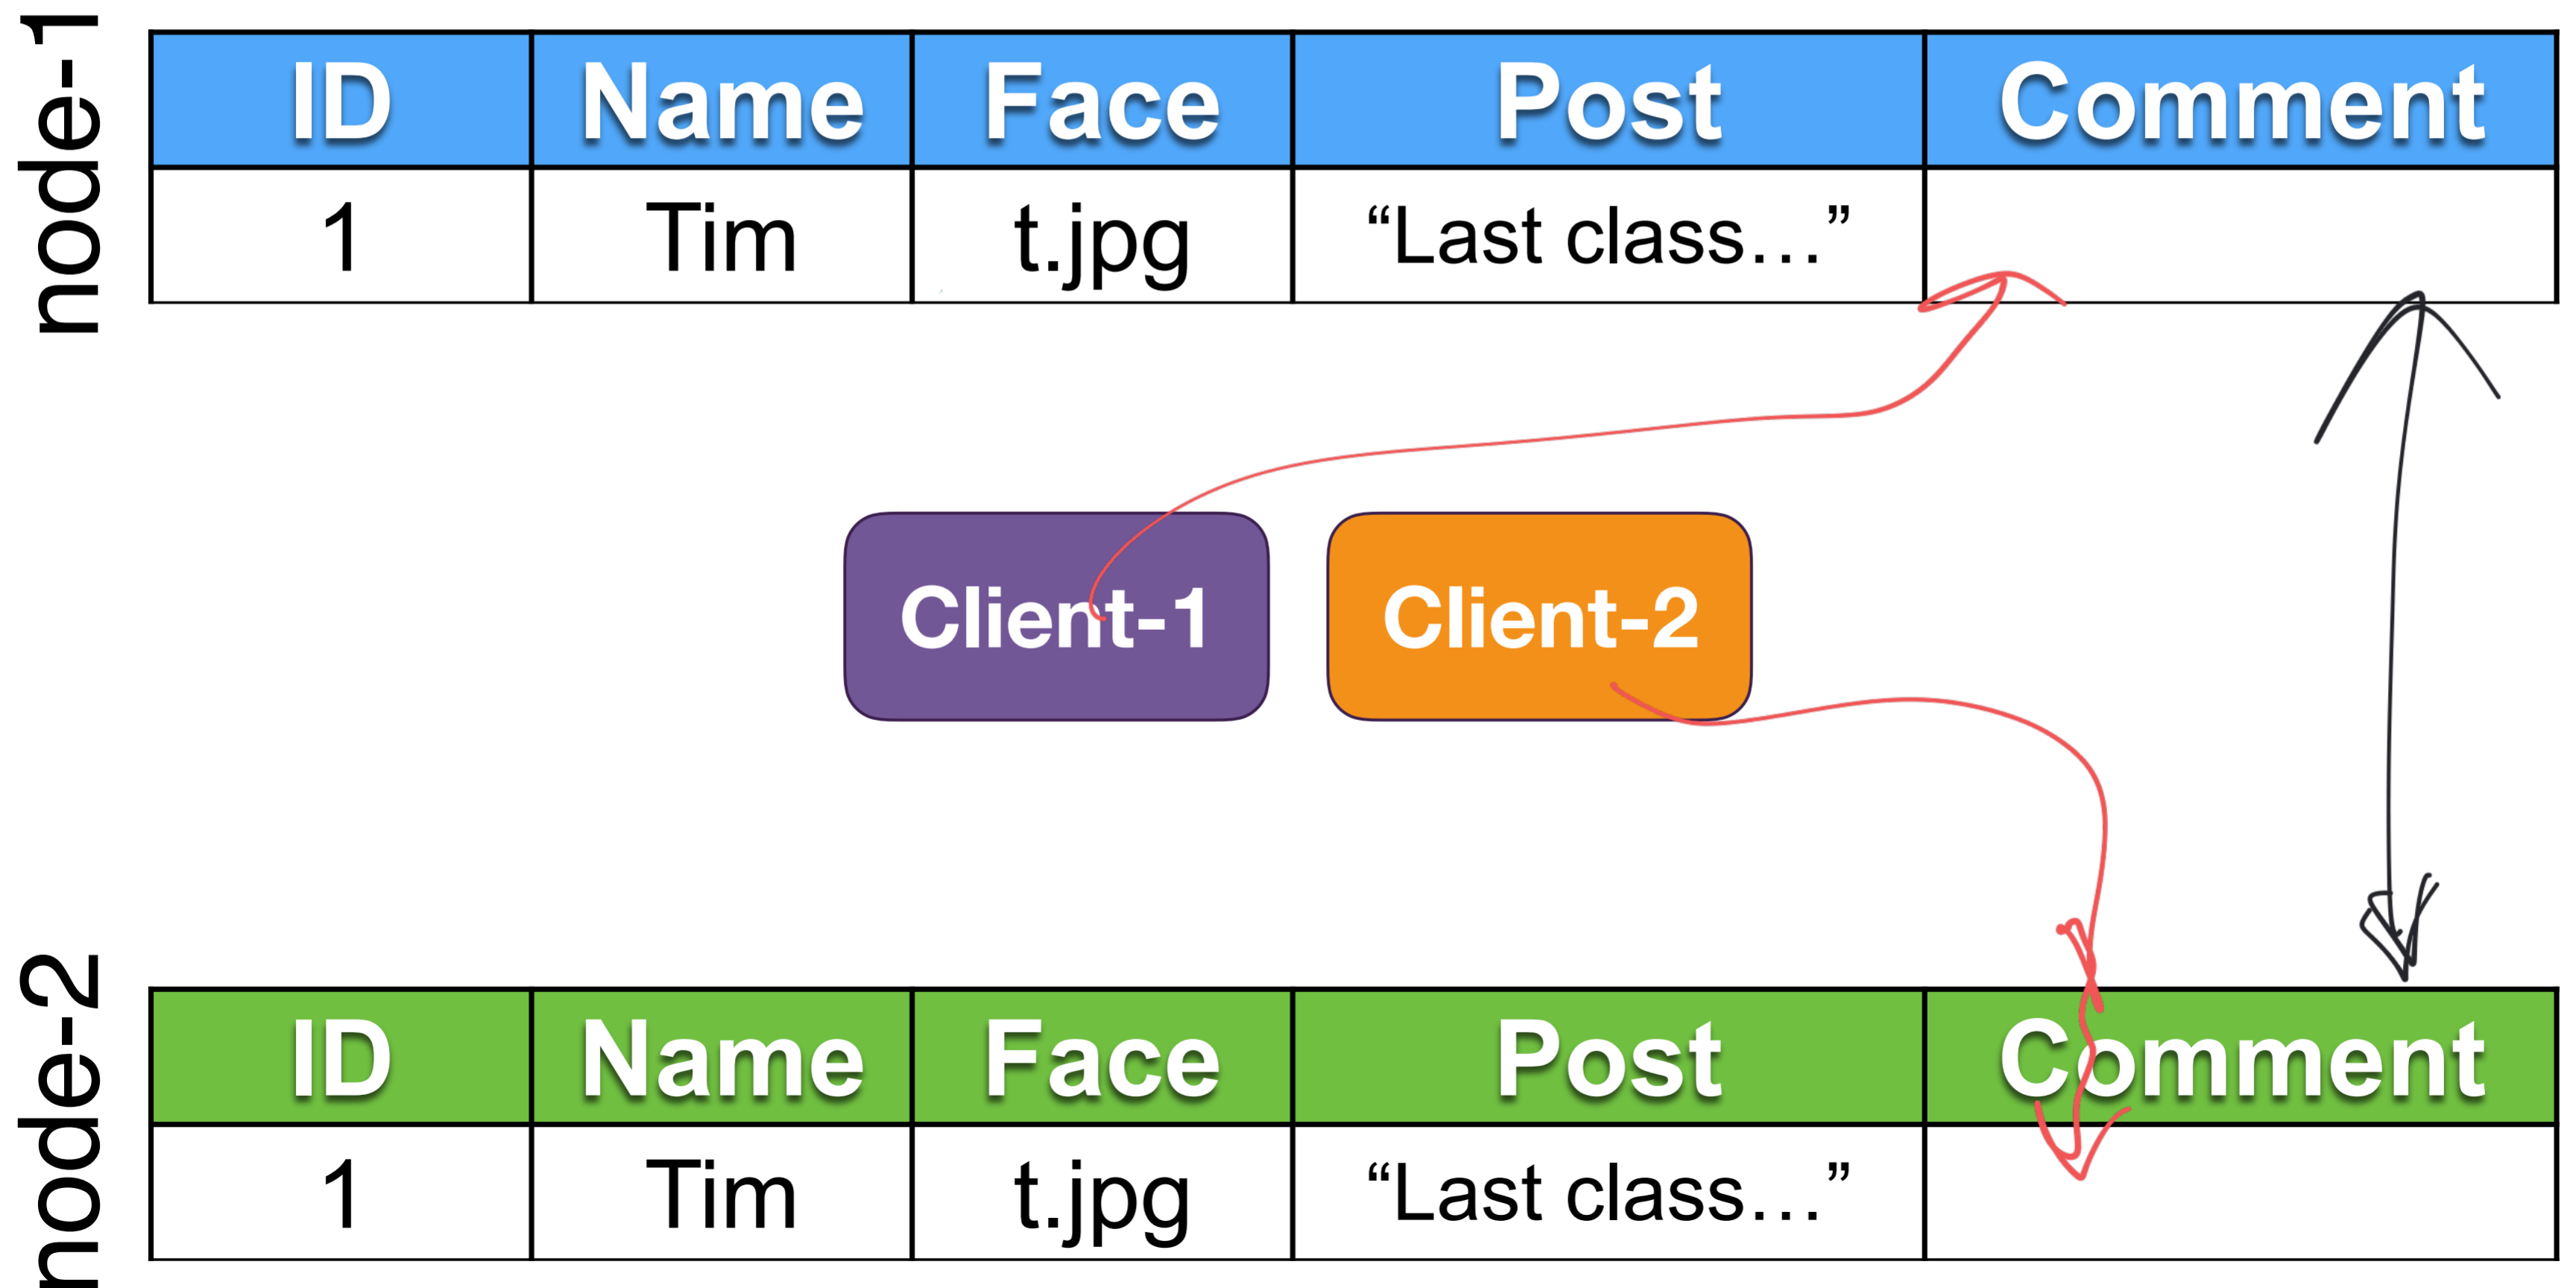 node-1
ID Name Face Post Comment
1 Tim t.jpg “Last class…”
Client-1 Client-2
node-2
ID Name Face Post Comment
1 Tim t.jpg “Last class…”